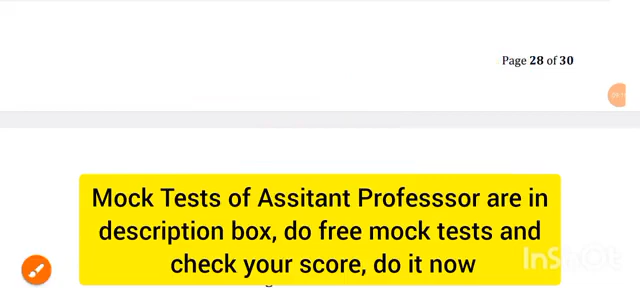 Page 28 of 30
Mock Tests of Assitant Professsor are in
description box, do free mock tests and
check your score, do it now
InShOt